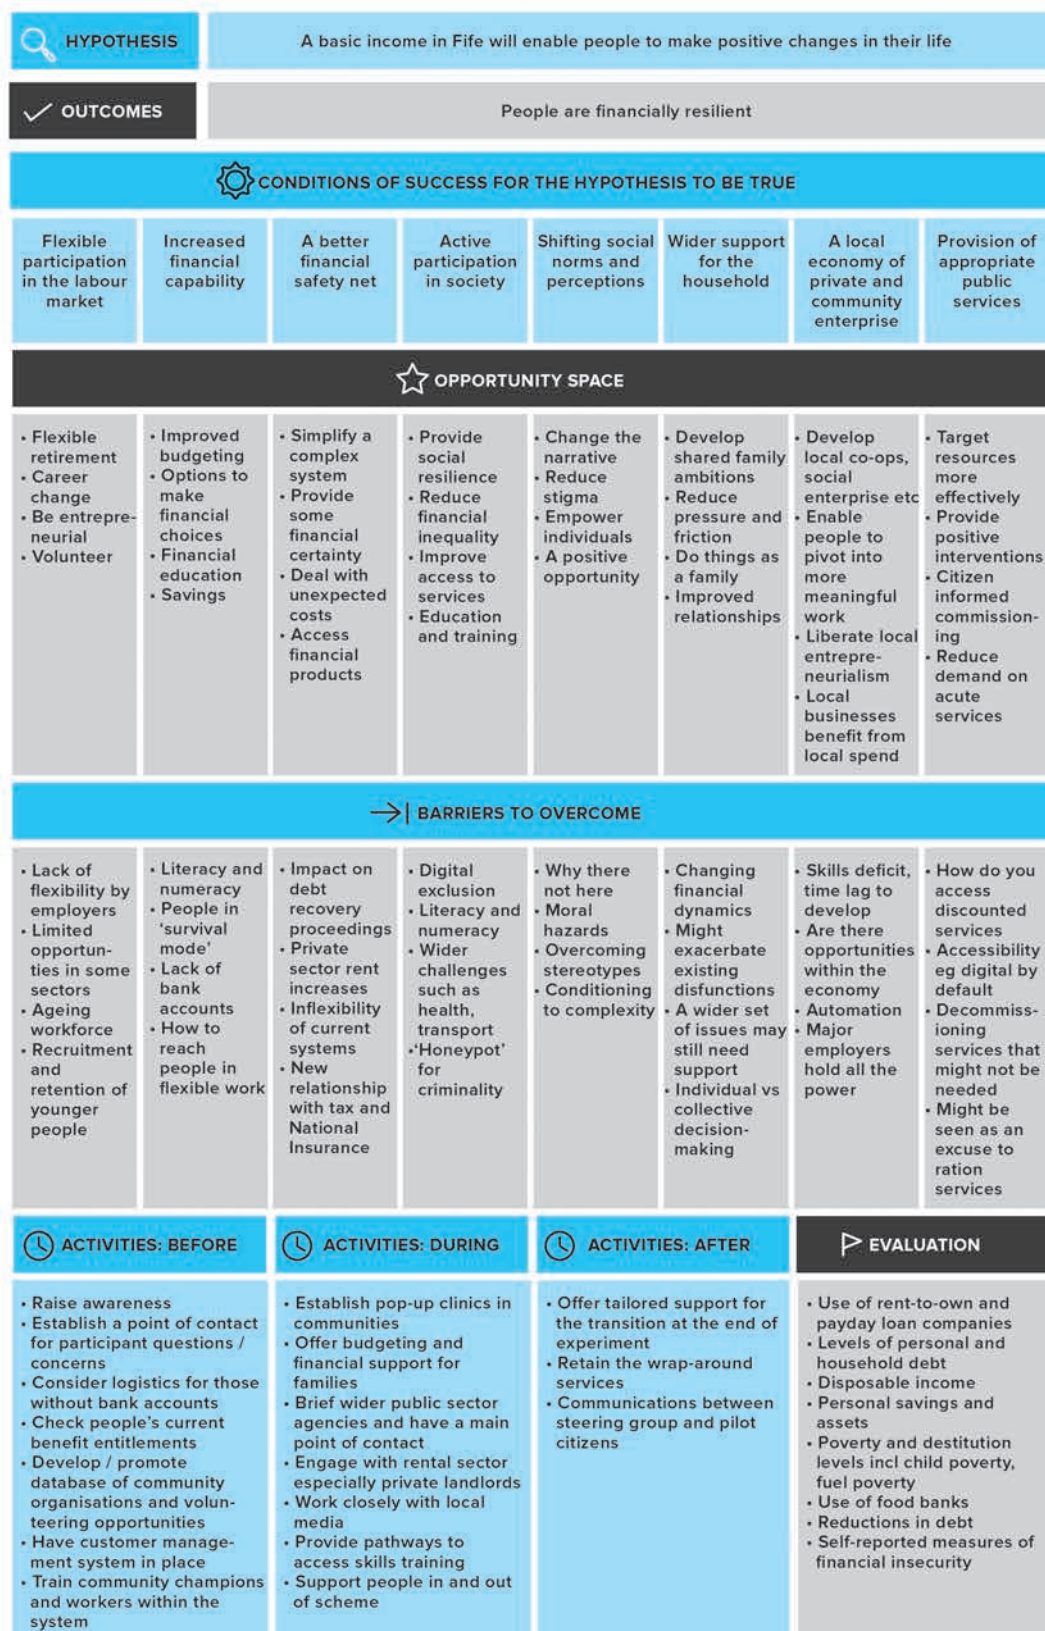 HYPOTHESIS
A basic income in Fife will enable people to make positive changes in their life
OUTCOMES
People are financially resilient
CONDITIONS OF SUCCESS FOR THE HYPOTHESIS TO BE TRUE
Flexible
participation
in the labour
market
Increased
financial
capability
A better
financial
safety net
Active
participation
in society
Shifting social
norms and
perceptions
Wider support
for the
household
A local
economy of
private and
community
enterprise
Provision of
appropriate
public
services
OPPORTUNITY SPACE
• Flexible
retirement
• Career
change
• Be entrepre-
neurial
• Volunteer
• Improved
budgeting
• Options to
make
financial
choices
• Financial
education
• Savings
• Simplify a
complex
system
• Provide
some
financial
certainty
• Deal with
unexpected
costs
• Access
financial
products
• Provide
social
resilience
• Reduce
financial
inequality
• Improve
access to
services
• Education
and training
• Change the
narrative
• Reduce
stigma
• Empower
individuals
• A positive
opportunity
• Develop
shared family
ambitions
• Reduce
pressure and
friction
• Do things as
a family
• Improved
relationships
• Develop
local co-ops,
social
enterprise etc
• Enable
people to
pivot into
more
meaningful
work
• Liberate local
entrepre-
neurialism
• Local
businesses
benefit from
local spend
• Target
resources
more
effectively
• Provide
positive
interventions
• Citizen
informed
commission-
ing
• Reduce
demand on
acute
services
BARRIERS TO OVERCOME
• Lack of
flexibility by
employers
• Limited
opportun-
ties in some
sectors
• Ageing
workforce
• Recruitment
and
retention of
younger
people
• Literacy and
numeracy
• People in
‘survival
mode’
• Lack of
bank
accounts
• How to
reach
people in
flexible work
• Impact on
debt
recovery
proceedings
• Private
sector rent
increases
• Inflexibility
of current
systems
• New
relationship
with tax and
National
Insurance
• Digital
exclusion
• Literacy and
numeracy
• Wider
challenges
such as
health,
transport
•‘Honeypot’
for
criminality
• Why there
not here
• Moral
hazards
• Overcoming
stereotypes
• Conditioning
to complexity
• Changing
financial
dynamics
• Might
exacerbate
existing
disfunctions
• A wider set
of issues may
still need
support
• Individual vs
collective
decision-
making
• Skills deficit,
time lag to
develop
• Are there
opportunities
within the
economy
• Automation
• Major
employers
hold all the
power
• How do you
access
discounted
services
• Accessibility
eg digital by
default
• Decommiss-
ioning
services that
might not be
needed
• Might be
seen as an
excuse to
ration
services
ACTIVITIES: BEFORE
• Raise awareness
• Establish a point of contact
for participant questions /
concerns
• Consider logistics for those
without bank accounts
• Check people’s current
benefit entitlements
• Develop / promote
database of community
organisations and volun-
teering opportunities
• Have customer manage-
ment system in place
• Train community champions
and workers within the
system
ACTIVITIES: DURING
• Establish pop-up clinics in
communities
• Offer budgeting and
financial support for
families
• Brief wider public sector
agencies and have a main
point of contact
• Engage with rental sector
especially private landlords
• Work closely with local
media
• Provide pathways to
access skills training
• Support people in and out
of scheme
ACTIVITIES: AFTER
• Offer tailored support for
the transition at the end of
experiment
• Retain the wrap-around
services
• Communications between
steering group and pilot
citizens
EVALUATION
• Use of rent-to-own and
payday loan companies
• Levels of personal and
household debt
• Disposable income
• Personal savings and
assets
• Poverty and destitution
levels incl child poverty,
fuel poverty
• Use of food banks
• Reductions in debt
• Self-reported measures of
financial insecurity